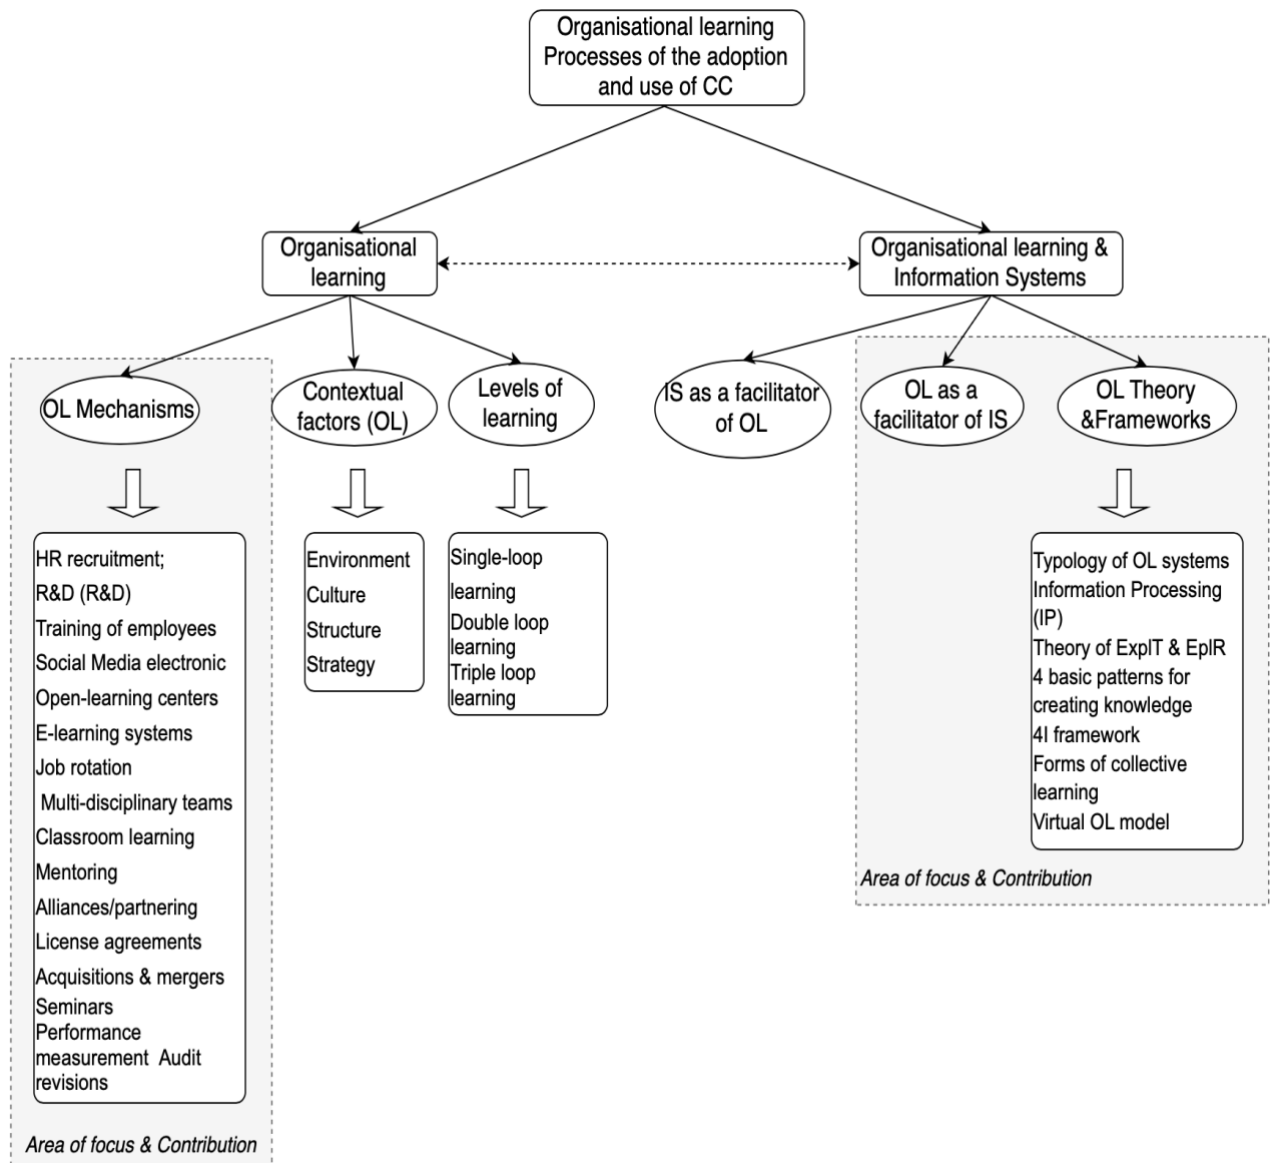 Organisational learning
Processes of the adoption
and use of CC
Organisational
learning
Organisational learning &
Information Systems
OL Mechanisms
Contextual
factors (OL)
Levels of
learning
IS as a facilitator
of OL
OL as a
facilitator of IS
OL Theory
&Frameworks
HR recruitment;
R&D (R&D)
Training of employees
Social Media electronic
Open-learning centers
E-learning systems
Job rotation
Multi-disciplinary teams
Classroom learning
Mentoring
Alliances/partnering
License agreements
Acquisitions & mergers
Seminars
Performance
measurement Audit
revisions
Area of focus & Contribution
Environment
Culture
Structure
Strategy
Single-loop
learning
Double loop
learning
Triple loop
learning
Typology of OL systems
Information Processing
(IP)
Theory of ExplT & EplR
4 basic patterns for
creating knowledge
4I framework
Forms of collective
learning
Virtual OL model
Area of focus & Contribution